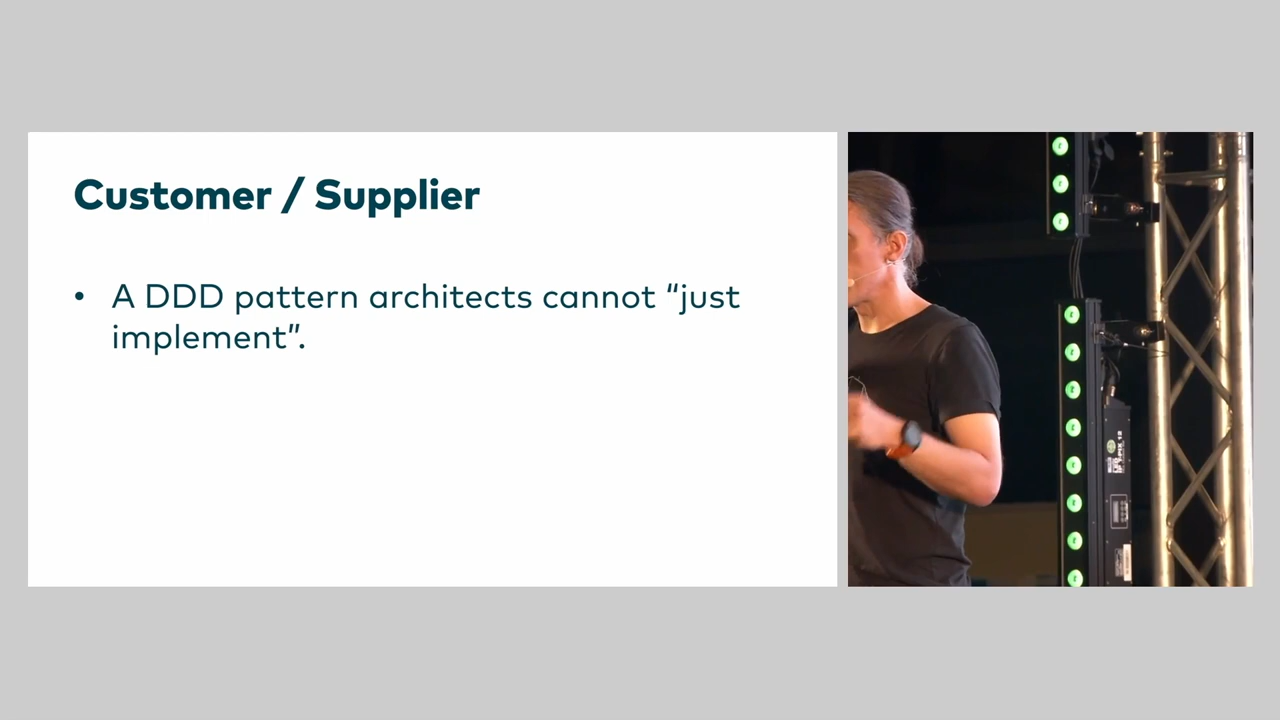 Customer / Supplier
• A DDD pattern architects cannot “just
implement”.